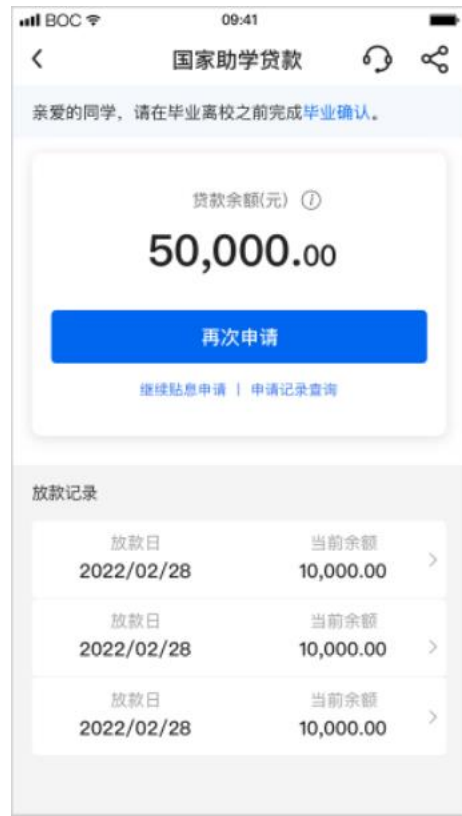 BOC 09:41
国家助学贷款
亲爱的同学，请在毕业离校之前完成毕业确认。
贷款余额(元) i
50,000.00
再次申请
继续贴息申请 | 申请记录查询
放款记录
放款日 当前余额
2022/02/28 10,000.00
放款日 当前余额
2022/02/28 10,000.00
放款日 当前余额
2022/02/28 10,000.00